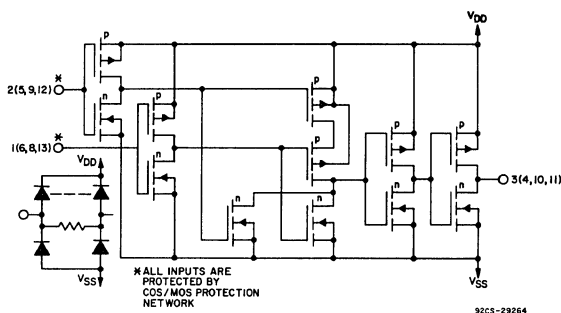 VDD
p
p
p
p
p
*
2(5,9,12)
n
*
1(6,8,13)
p
VDD
n
n
n
n
n
3(4,10,11)
VSS
VSS
*ALL INPUTS ARE
PROTECTED BY
COS/MOS PROTECTION
NETWORK
92CS-29264